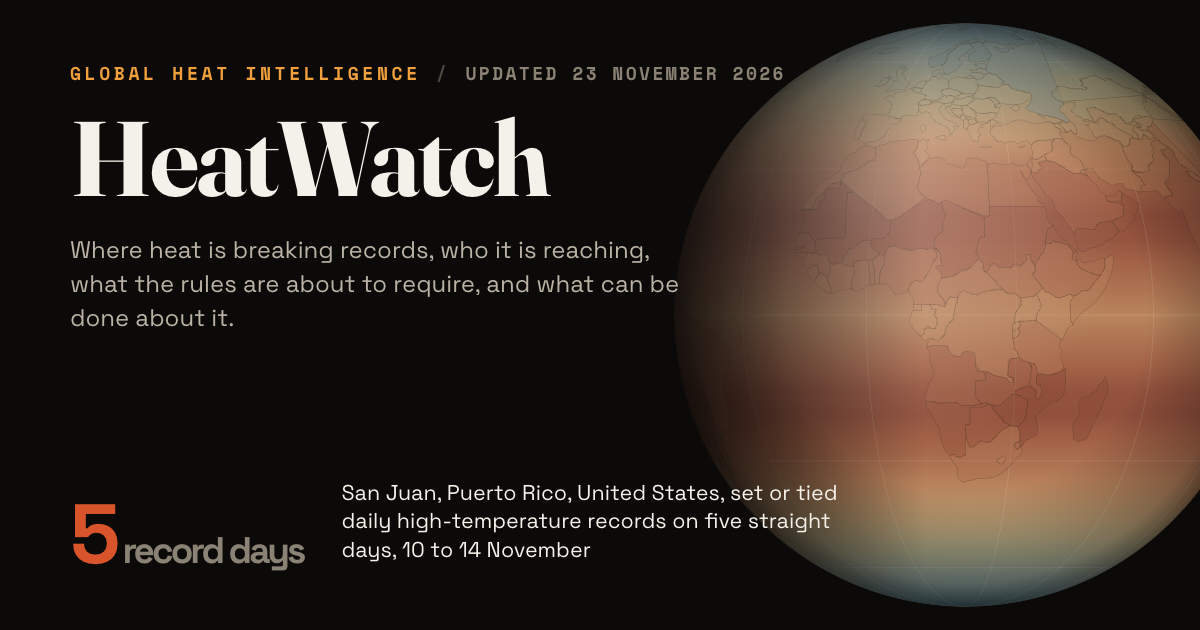 GLOBAL HEAT INTELLIGENCE / UPDATED 23 NOVEMBER 2026
HeatWatch
Where heat is breaking records, who it is reaching,
what the rules are about to require, and what can be
done about it.
5 record days
San Juan, Puerto Rico, United States, set or tied
daily high-temperature records on five straight
days, 10 to 14 November